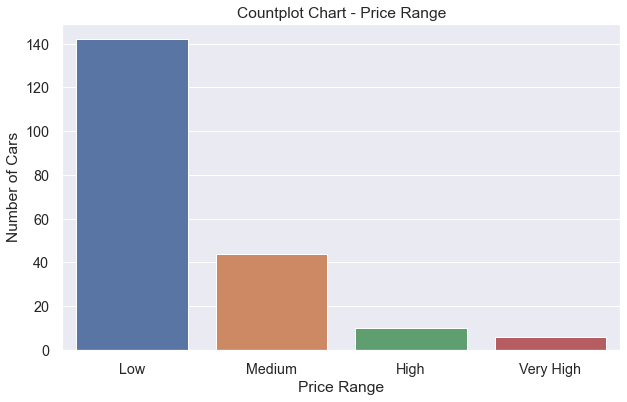 Countplot Chart - Price Range
Number of Cars
140
120
100
80
60
40
20
0
Low
Medium
High
Very High
Price Range